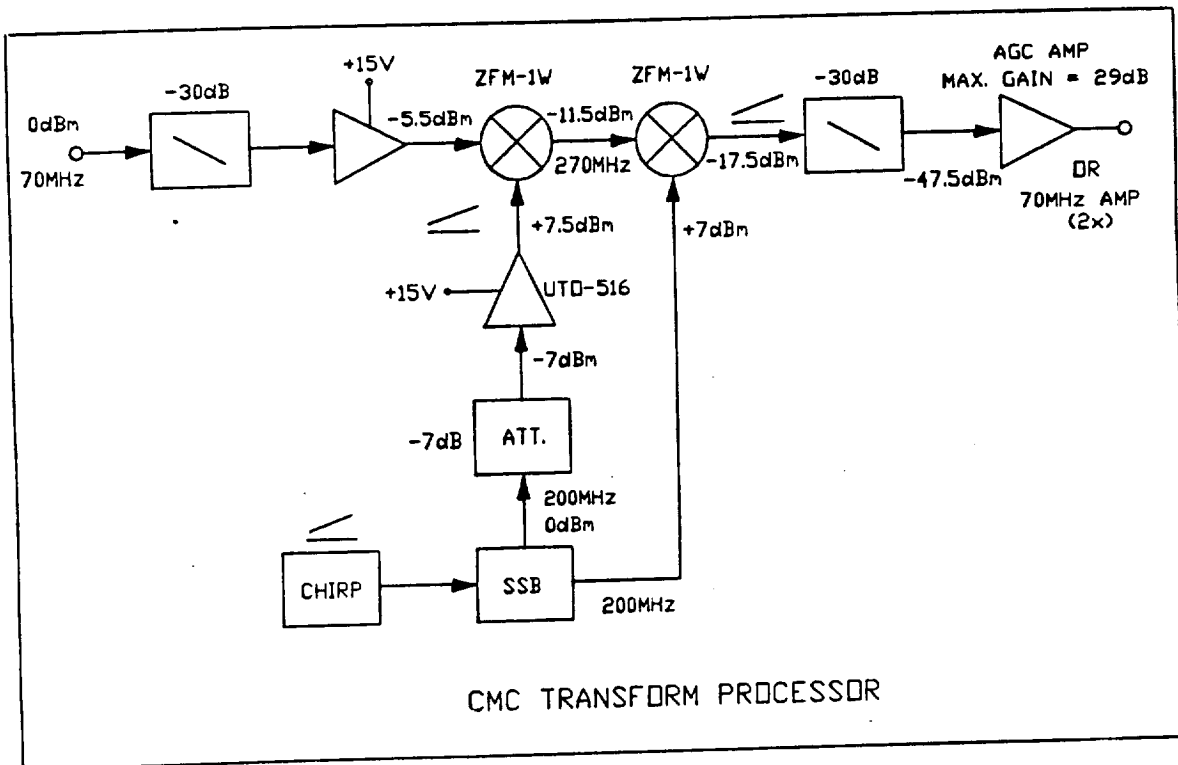 AGC AMP
MAX. GAIN = 29dB
+15V
ZFM-1W
ZFM-1W
-30dB
-30dB
0dBm
-5.5dBm
-11.5dBm
70MHz
270MHz
-17.5dBm
-47.5dBm
OR
70MHz AMP
(2x)
+7.5dBm
+7dBm
+15V
UTO-516
-7dBm
-7dB
ATT.
200MHz
0dBm
CHIRP
SSB
200MHz
CMC TRANSFORM PROCESSOR